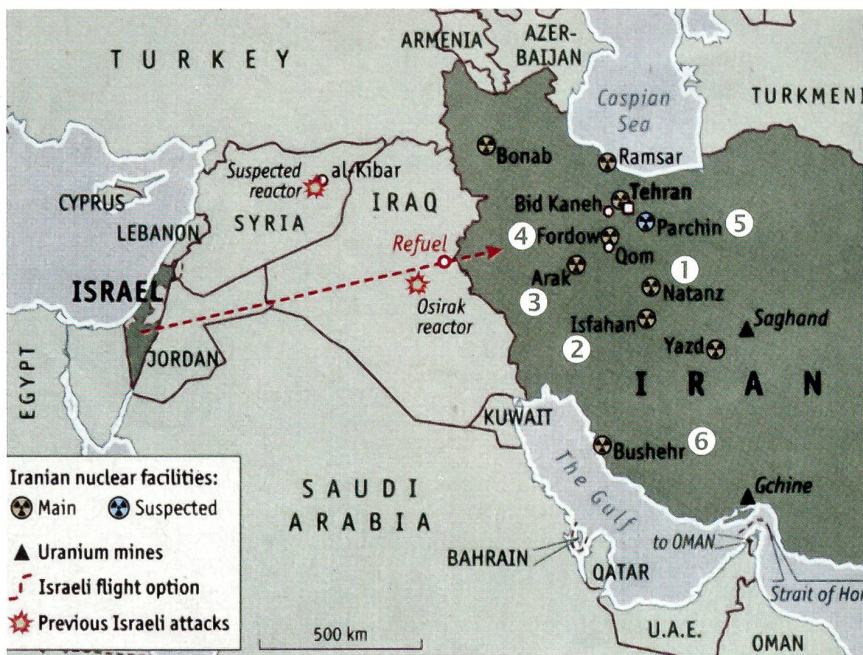 TURKEY
ARMENIA
AZER-
BAIJAN
Caspian
Sea
TURKMENI
Bonab
Ramsar
Suspected
reactor
al-Kibar
Tehran
CYPRUS
SYRIA
IRAQ
Bid Kaneh
Parchin
5
LEBANON
4
Fordow
Refuel
Qom
1
ISRAEL
Arak
Natanz
3
Osirak
reactor
Isfahan
Saghand
2
Yazd
JORDAN
EGYPT
IRAN
KUWAIT
Bushehr
6
The Gulf
Iranian nuclear facilities:
Main
Suspected
SAUDI
ARABIA
Gchine
Uranium mines
to OMAN
BAHRAIN
Israeli flight option
QATAR
Strait of Hor
Previous Israeli attacks
500 km
U.A.E.
OMAN